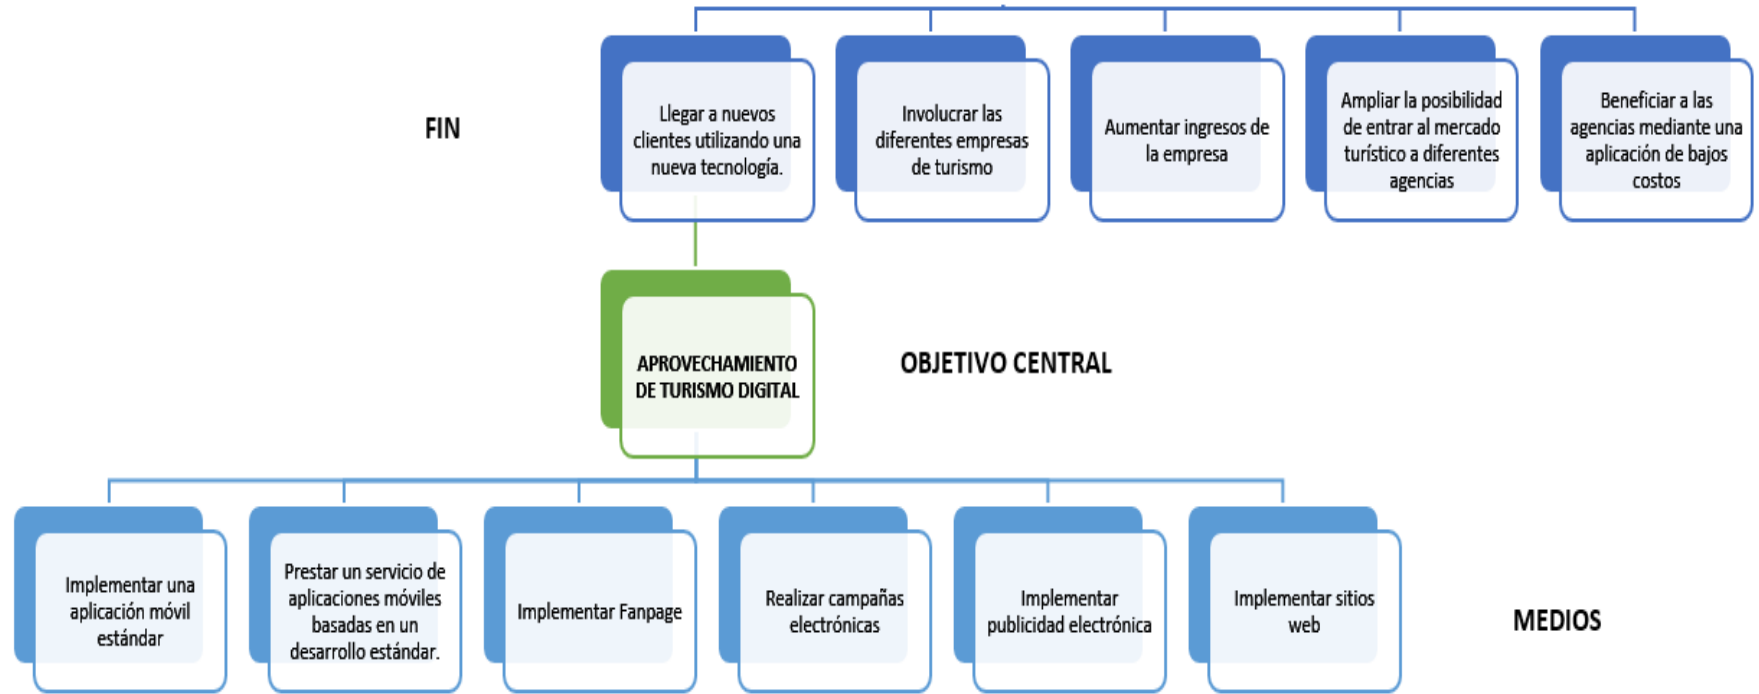 FIN
Llegar a nuevos
clientes utilizando una
nueva tecnología.
Involucrar las
diferentes empresas
de turismo
Aumentar ingresos de
la empresa
Ampliar la posibilidad
de entrar al mercado
turístico a diferentes
agencias
Beneficiar a las
agencias mediante una
aplicación de bajos
costos
APROVECHAMIENTO
DE TURISMO DIGITAL
OBJETIVO CENTRAL
Implementar una
aplicación móvil
estándar
Prestar un servicio de
aplicaciones móviles
basadas en un
desarrollo estándar.
Implementar Fanpage
Realizar campañas
electrónicas
Implementar
publicidad electrónica
Implementar sitios
web
MEDIOS